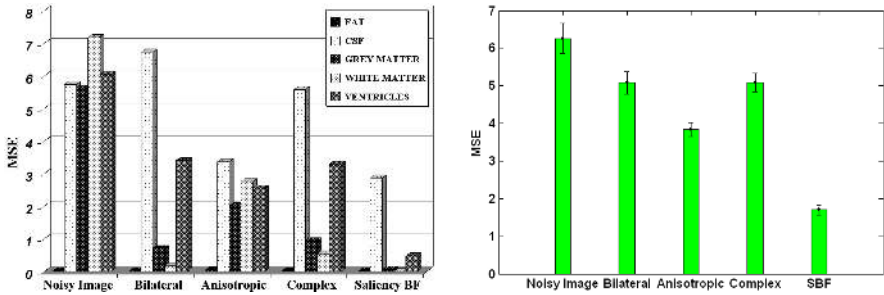 8
7
6
5
4
3
2
1
0
MSE
FAT
CSF
GREY MATTER
WHITE MATTER
VENTRICLES
Noisy Image Bilateral Anisotropic Complex Saliency BF
7
6
5
4
3
2
1
0
MSE
Noisy Image Bilateral Anisotropic Complex SBF